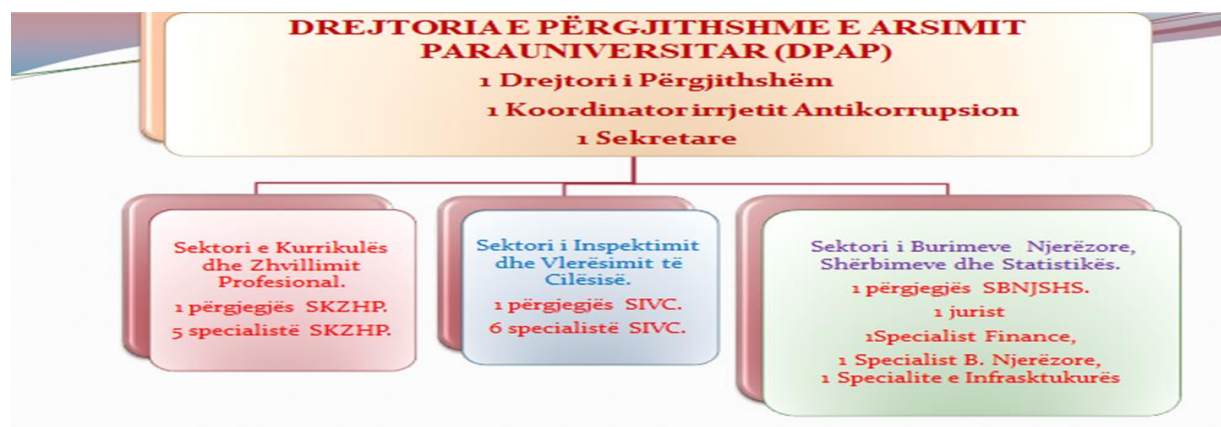 DREJTORIA E PËRGJITHSHME E ARSIMIT
PARAUNIVERSITAR (DPAP)
1 Drejtori i Përgjithshëm
1 Koordinator irrjetit Antikorrupsion
1 Sekretare
Sektori e Kurrikulës
dhe Zhvillimit
Profesional.
1 përgjegjës SKZHP.
5 specialistë SKZHP.
Sektori i Inspektimit
dhe Vlerësimit të
Cilësisë.
1 përgjegjës SIVC.
6 specialistë SIVC.
Sektori i Burimeve Njerëzore,
Shërbimeve dhe Statistikës.
1 përgjegjës SBNJSHS.
1 jurist
1Specialist Finance,
1 Specialist B. Njerëzore,
1 Specialite e Infrasktukurës